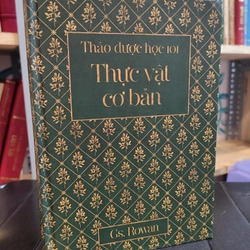 Thảo dược học 101
Thực vật
cơ bản
Gs. Rowan